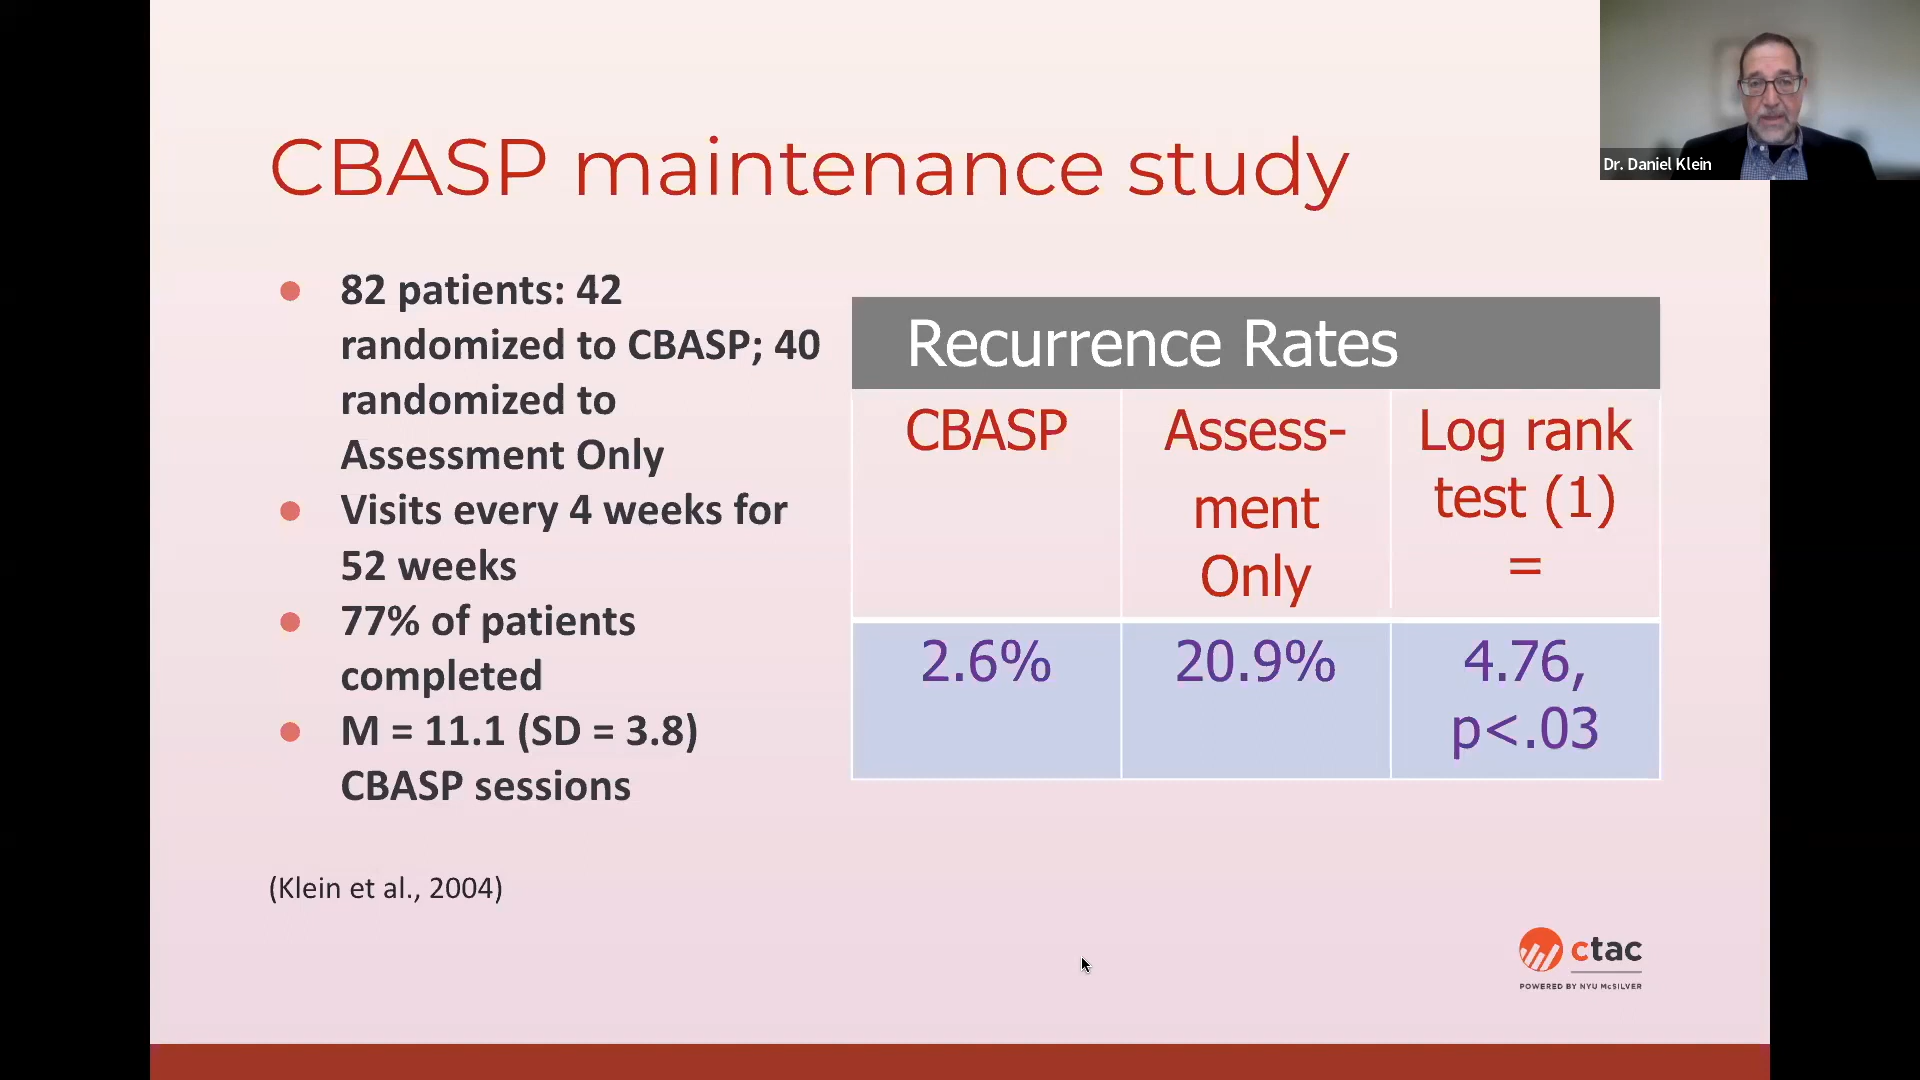 Dr. Daniel Klein
CBASP maintenance study
82 patients: 42
randomized to CBASP; 40
randomized to
Assessment Only
Visits every 4 weeks for
52 weeks
77% of patients
completed
M = 11.1 (SD = 3.8)
CBASP sessions
(Klein et al., 2004)
Recurrence Rates
CBASP
Assess-
ment
Only
Log rank
test (1)
=
2.6%
20.9%
4.76,
p<.03
ctac
POWERED BY NYU McSILVER